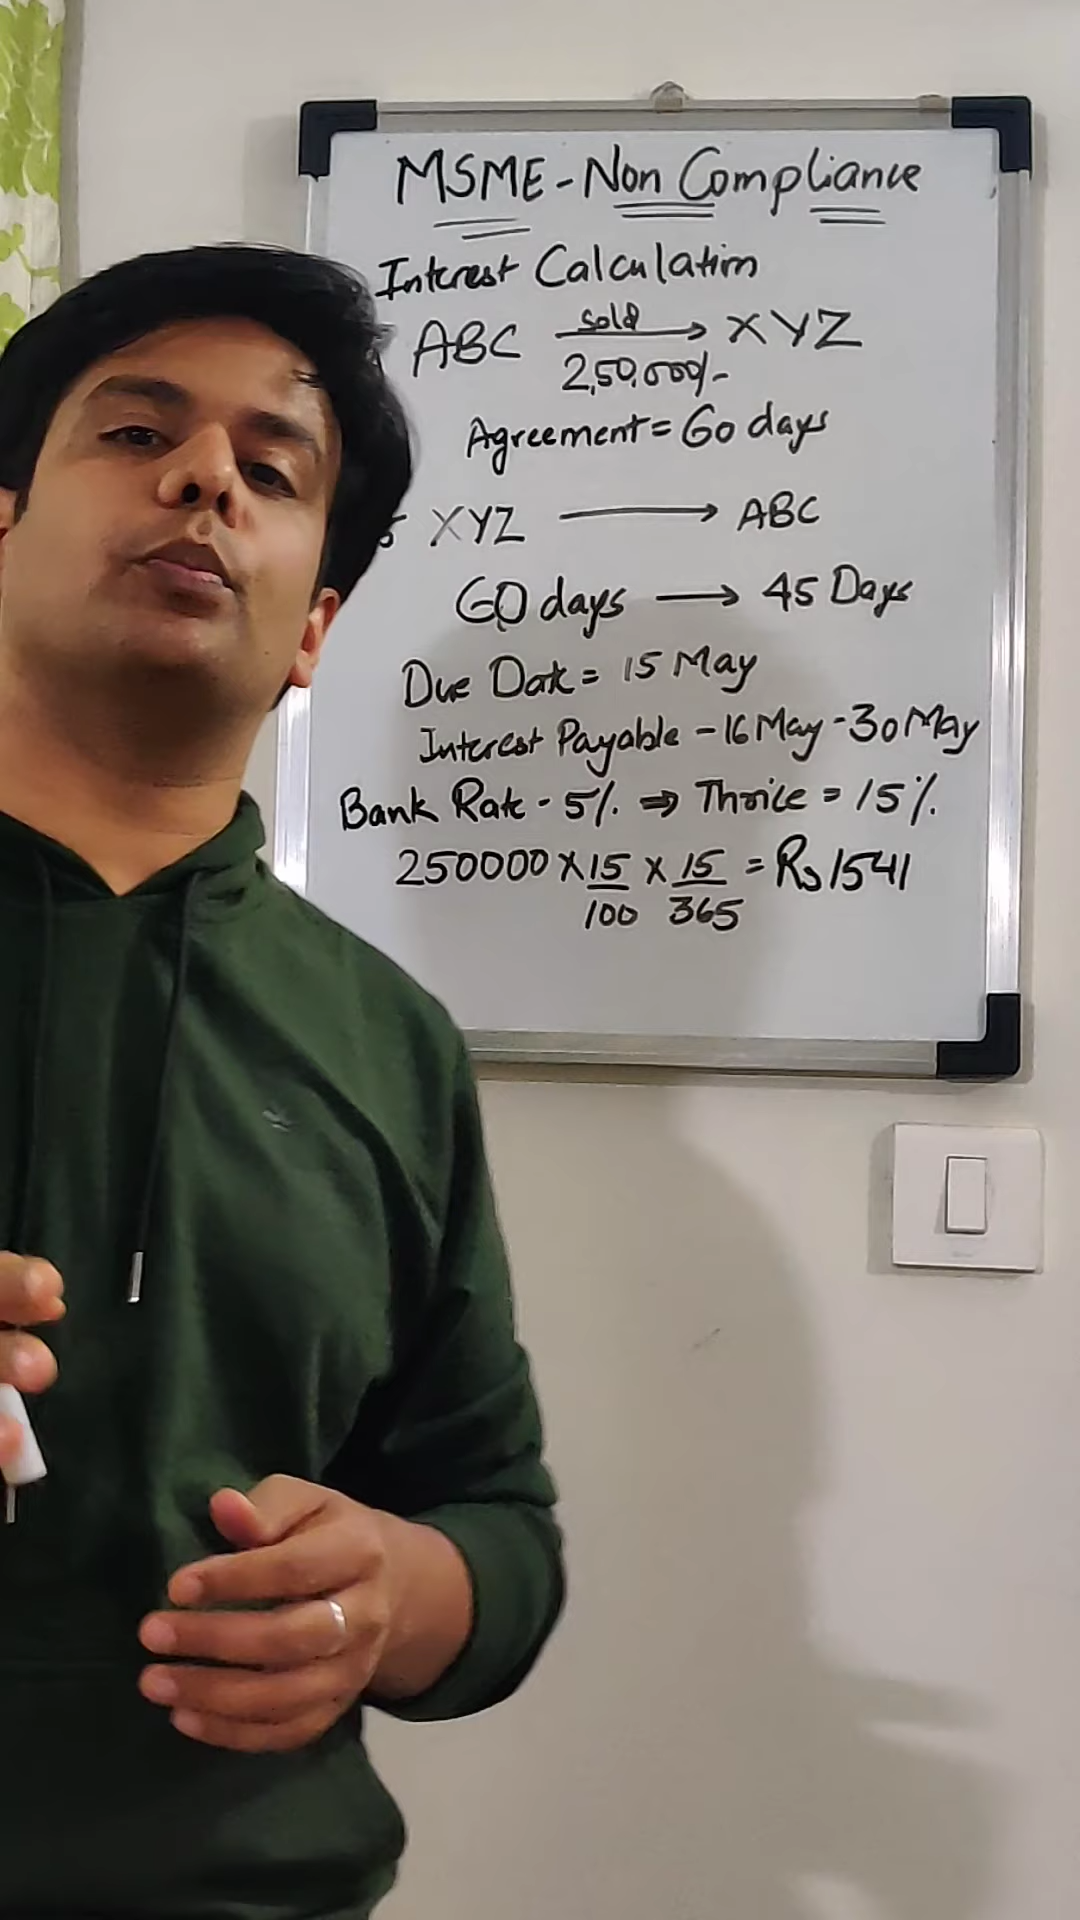 MSME - Non Compliance
Interest Calculation
ABC sold → XYZ
2,50,000/-
Agreement = 60 days
XYZ → ABC
60 days → 45 Days
Due Date = 15 May
Interest Payable - 16 May - 30 May
Bank Rate - 5% ⇒ Thrice = 15%
250000 × 15/100 × 15/365 = Rs 1541